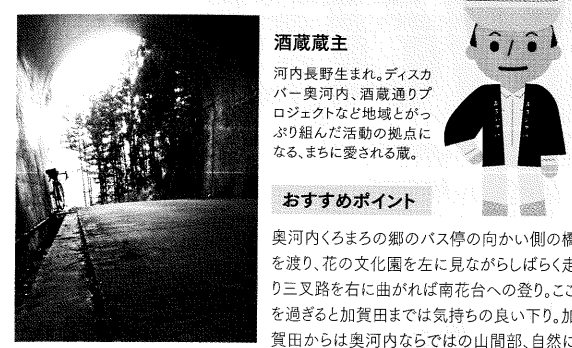 酒蔵蔵主
河内長野生まれ。ディスカ
バー奥河内、酒蔵通りプ
ロジェクトなど地域とがっ
ぷり組んだ活動の拠点に
なる、まちに愛される蔵。
おすすめポイント
奥河内くろまろの郷のバス停の向かい側の橋
を渡り、花の文化園を左に見ながらしばらく走
り三叉路を右に曲がれば南花台への登り。ここ
を過ぎると加賀田までは気持ちの良い下り。加
賀田からは奥河内ならではの山間部、自然に